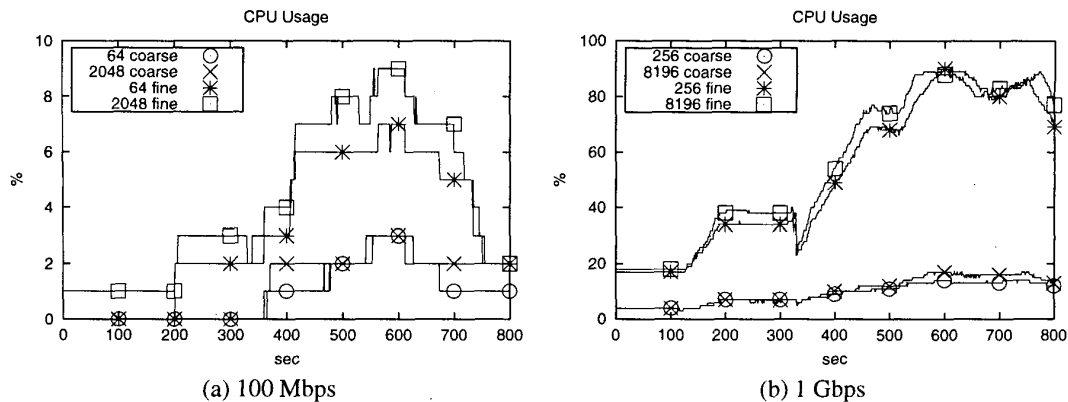 CPU Usage
10
8
6
4
2
0
%
64 coarse
2048 coarse
64 fine
2048 fine
0 100 200 300 400 500 600 700 800
sec
(a) 100 Mbps
CPU Usage
100
80
60
40
20
0
%
256 coarse
8196 coarse
256 fine
8196 fine
0 100 200 300 400 500 600 700 800
sec
(b) 1 Gbps